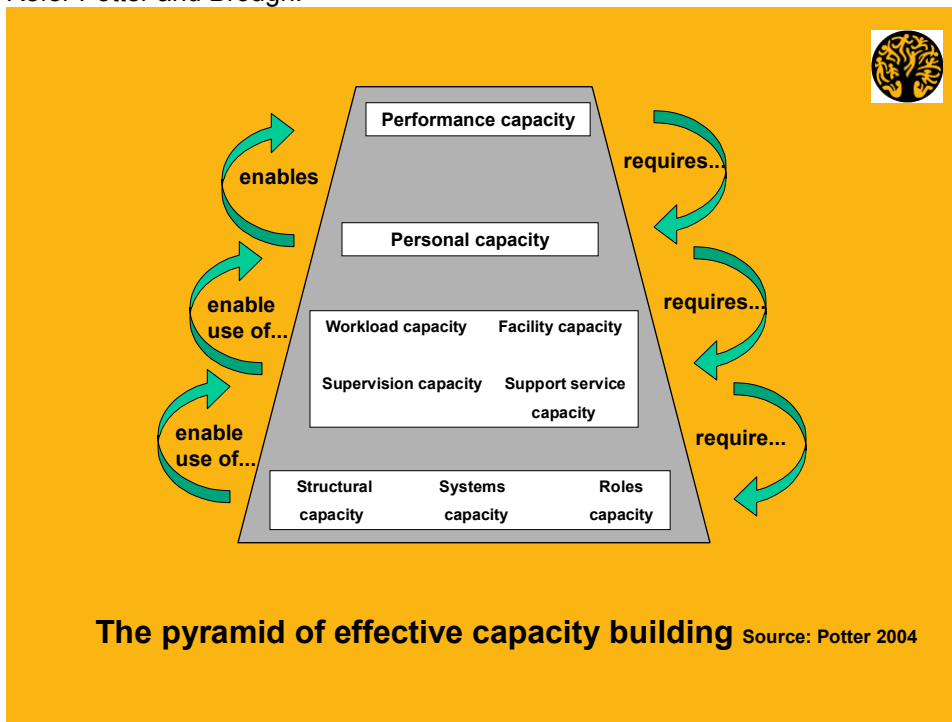 Performance capacity
enables
requires...
Personal capacity
enable
use of...
requires...
Workload capacity Facility capacity
Supervision capacity Support service
capacity
enable
use of...
require...
Structural Systems Roles
capacity capacity capacity
The pyramid of effective capacity building Source: Potter 2004